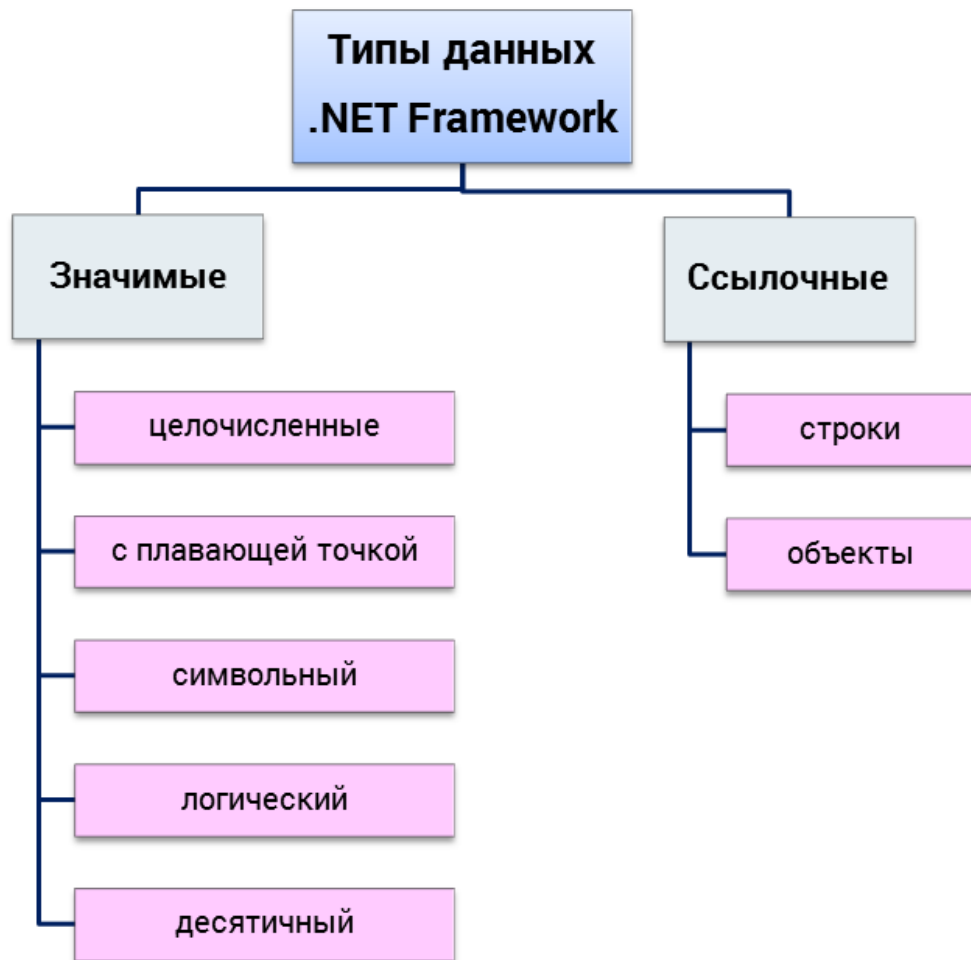 Типы данных
.NET Framework
Значимые
целочисленные
с плавающей точкой
символьный
логический
десятичный
Ссылочные
строки
объекты